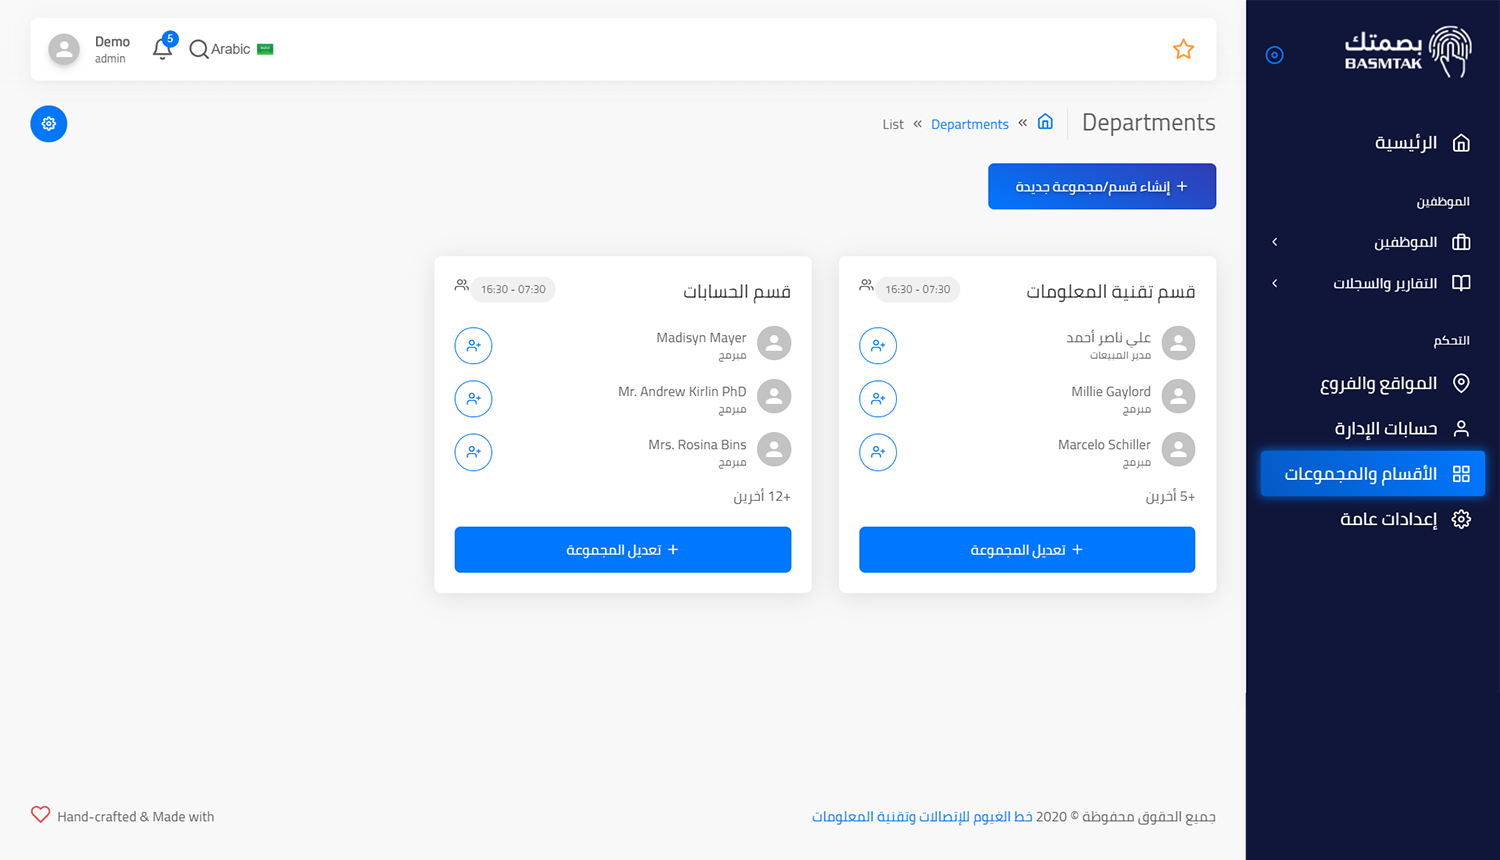 بصمتك
BASMTAK
الرئيسية
الموظفين
الموظفين
التقارير والسجلات
التحكم
المواقع والفروع
حسابات الإدارة
الأقسام والمجموعات
إعدادات عامة
Demo
admin
5
Arabic
Departments
Departments » List »
+ إنشاء قسم/مجموعة جديدة
قسم تقنية المعلومات
16:30 - 07:30
علي ناصر أحمد
مدير المبيعات
Millie Gaylord
مبرمج
Marcelo Schiller
مبرمج
+5 أخرين
+ تعديل المجموعة
قسم الحسابات
16:30 - 07:30
Madisyn Mayer
مبرمج
Mr. Andrew Kirlin PhD
مبرمج
Mrs. Rosina Bins
مبرمج
+12 أخرين
+ تعديل المجموعة
جميع الحقوق محفوظة © 2020 خط الغيوم للإتصالات وتقنية المعلومات
Hand-crafted & Made with